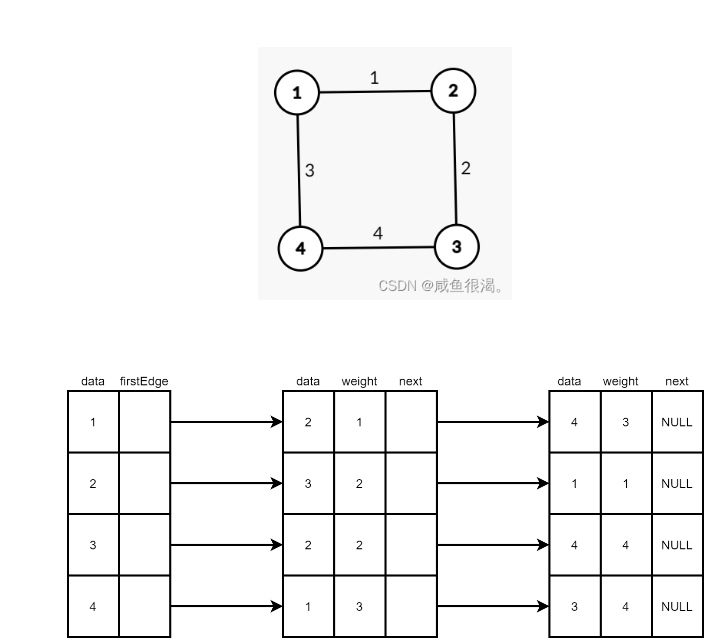 1
1
2
3
2
4
4
3
CSDN @咸鱼很渴。
data firstEdge data weight next data weight next
1 2 1 4 3 NULL
2 3 2 1 1 NULL
3 2 2 4 4 NULL
4 1 3 3 4 NULL